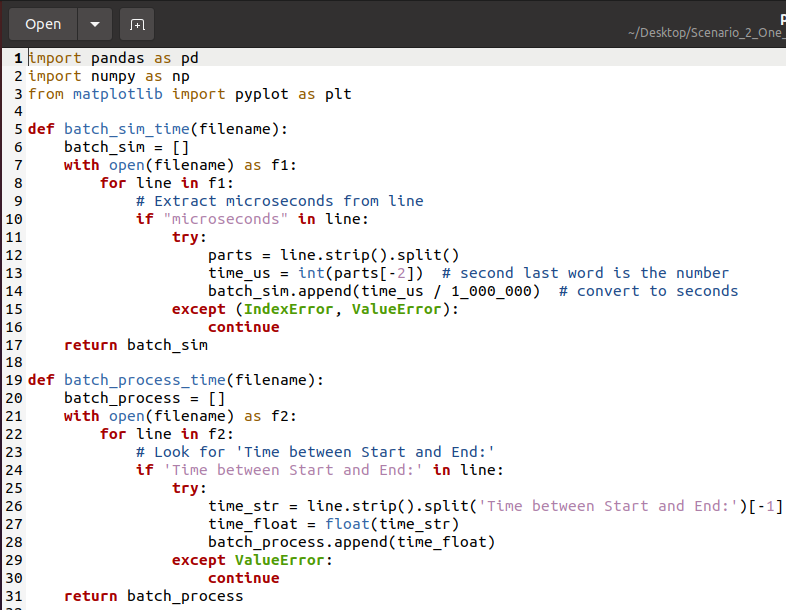 Open
P
~/Desktop/Scenario_2_One_
1 import pandas as pd
2 import numpy as np
3 from matplotlib import pyplot as plt
4
5 def batch_sim_time(filename):
6     batch_sim = []
7     with open(filename) as f1:
8         for line in f1:
9             # Extract microseconds from line
10             if "microseconds" in line:
11                 try:
12                     parts = line.strip().split()
13                     time_us = int(parts[-2])  # second last word is the number
14                     batch_sim.append(time_us / 1_000_000)  # convert to seconds
15                 except (IndexError, ValueError):
16                     continue
17     return batch_sim
18
19 def batch_process_time(filename):
20     batch_process = []
21     with open(filename) as f2:
22         for line in f2:
23             # Look for 'Time between Start and End:'
24             if 'Time between Start and End:' in line:
25                 try:
26                     time_str = line.strip().split('Time between Start and End:')[-1]
27                     time_float = float(time_str)
28                     batch_process.append(time_float)
29                 except ValueError:
30                     continue
31     return batch_process